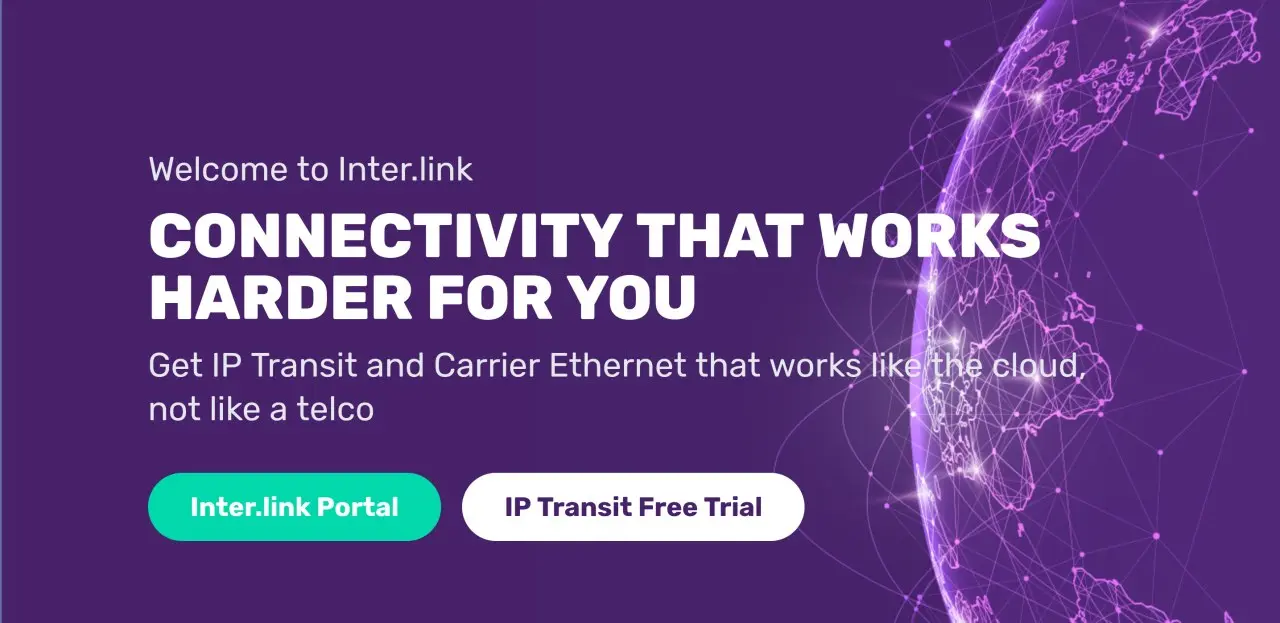 Welcome to Inter.link
CONNECTIVITY THAT WORKS
HARDER FOR YOU
Get IP Transit and Carrier Ethernet that works like the cloud,
not like a telco
Inter.link Portal
IP Transit Free Trial